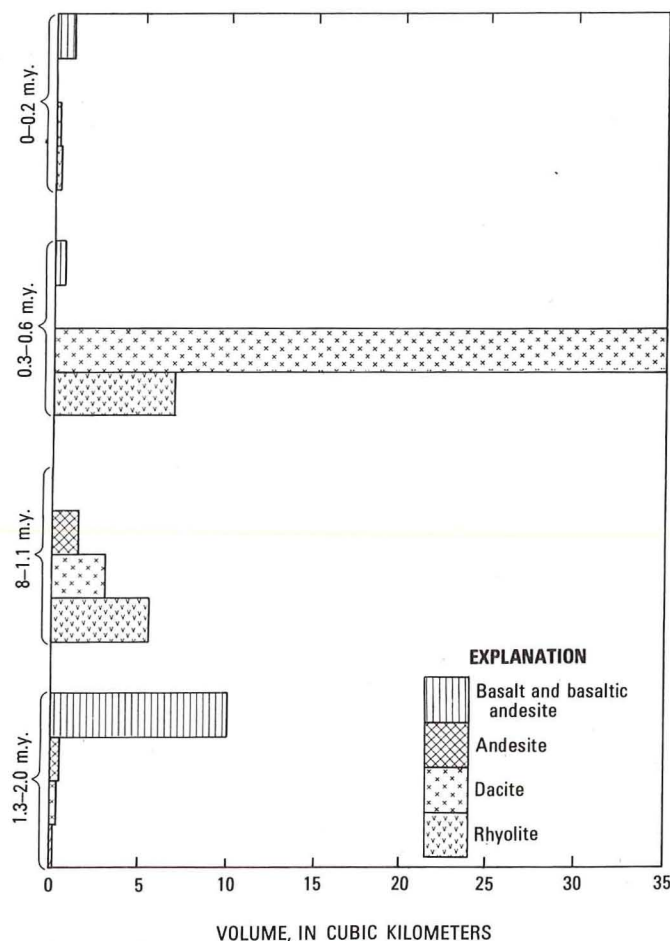 0–0.2 m.y.
0.3–0.6 m.y.
8–1.1 m.y.
1.3–2.0 m.y.
EXPLANATION
Basalt and basaltic
andesite
Andesite
Dacite
Rhyolite
0 5 10 15 20 25 30 35
VOLUME, IN CUBIC KILOMETERS